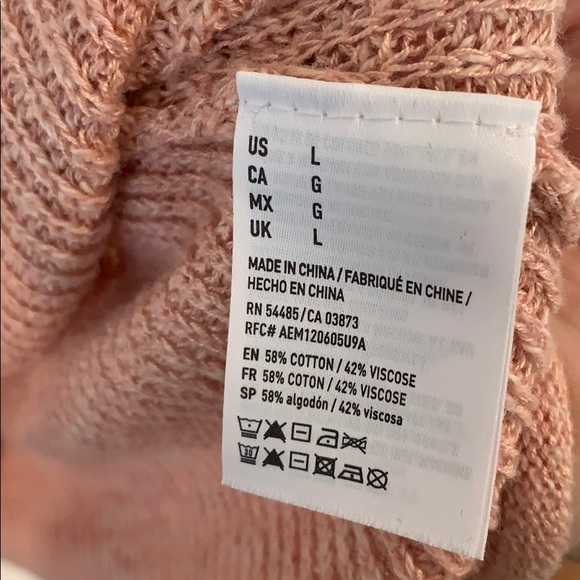 US L
CA G
MX G
UK L
MADE IN CHINA / FABRIQUÉ EN CHINE /
HECHO EN CHINA
RN 54485/CA 03873
RFC# AEM120605U9A
EN 58% COTTON / 42% VISCOSE
FR 58% COTON / 42% VISCOSE
SP 58% algodón / 42% viscosa
30